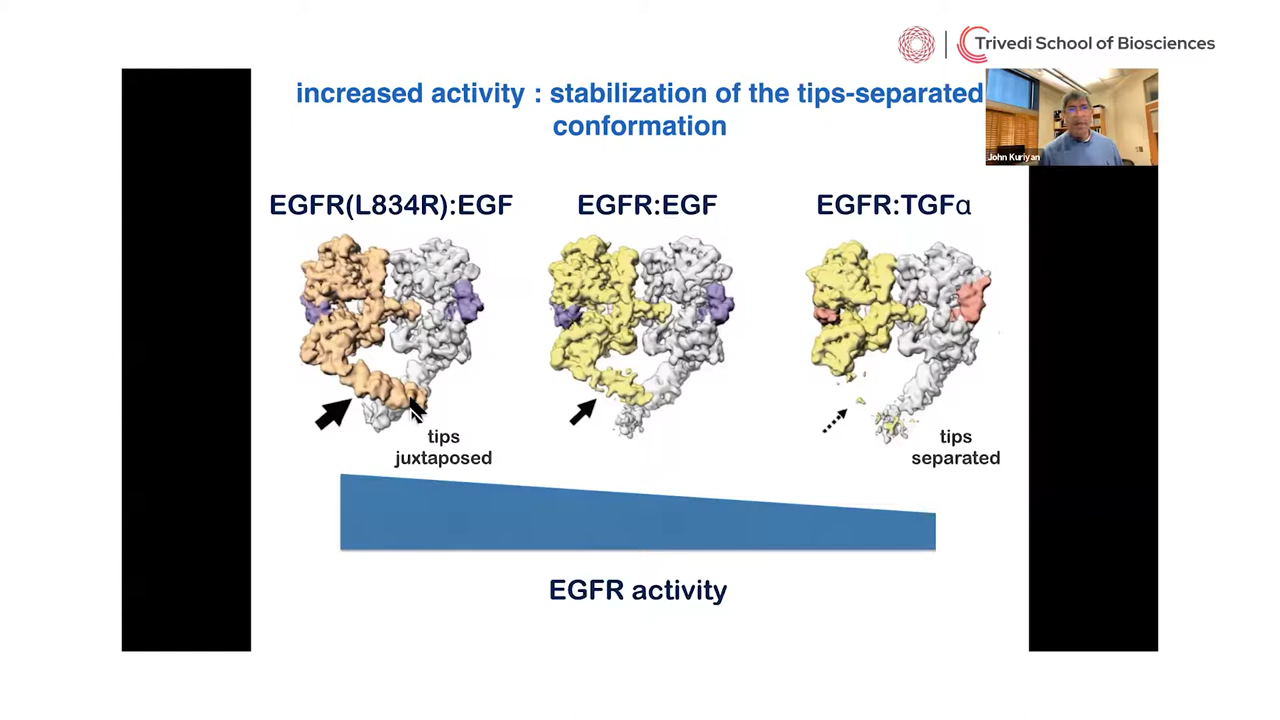 Trivedi School of Biosciences
increased activity : stabilization of the tips-separated
conformation
John Kuriyan
EGFR(L834R):EGF
EGFR:EGF
EGFR:TGFα
tips
juxtaposed
tips
separated
EGFR activity